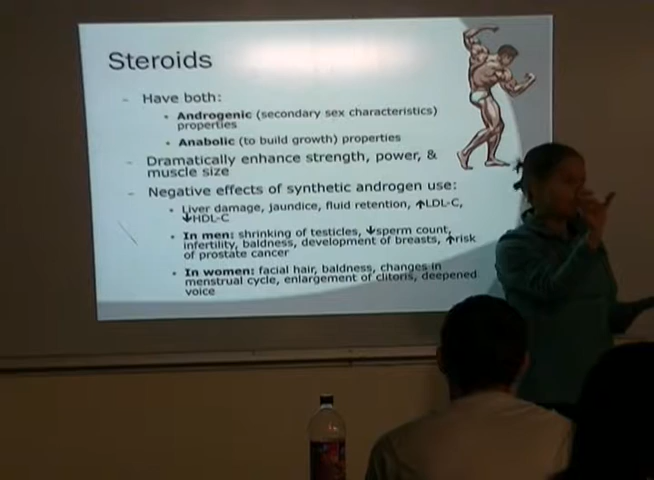 Steroids
– Have both:
• Androgenic (secondary sex characteristics)
properties
• Anabolic (to build growth) properties
– Dramatically enhance strength, power, &
muscle size
– Negative effects of synthetic androgen use:
• Liver damage, jaundice, fluid retention, ↑LDL-C,
↓HDL-C
• In men: shrinking of testicles, ↓sperm count,
infertility, baldness, development of breasts, ↑risk
of prostate cancer
• In women: facial hair, baldness, changes in
menstrual cycle, enlargement of clitoris, deepened
voice